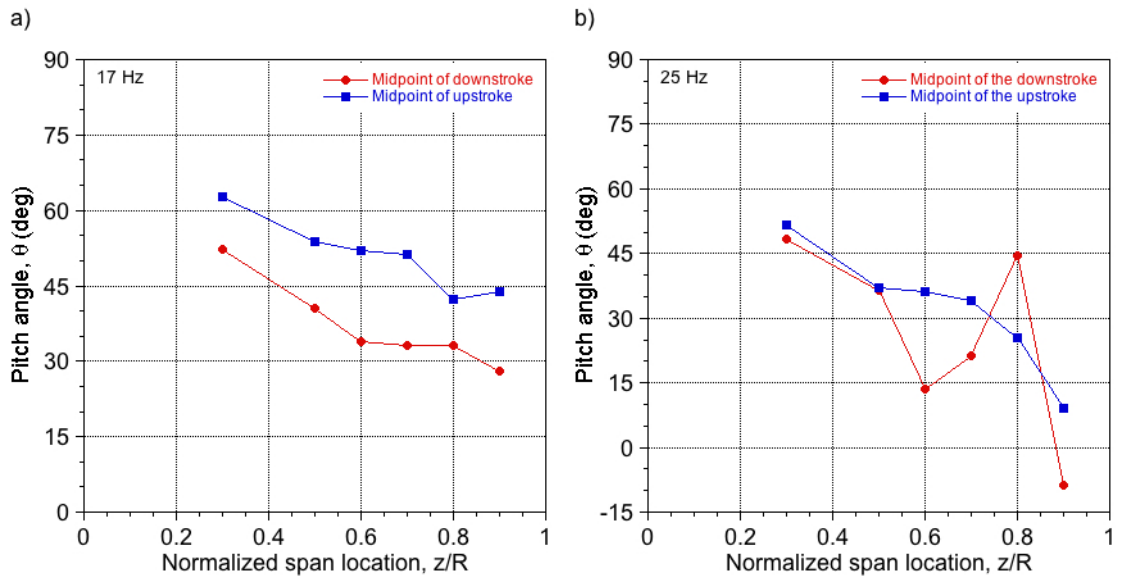 a)
17 Hz
Midpoint of downstroke
Midpoint of upstroke
90
75
60
45
30
15
0
Pitch angle, θ (deg)
0
0.2
0.4
0.6
0.8
1
Normalized span location, z/R
b)
25 Hz
Midpoint of the downstroke
Midpoint of the upstroke
90
75
60
45
30
15
0
-15
Pitch angle, θ (deg)
0
0.2
0.4
0.6
0.8
1
Normalized span location, z/R